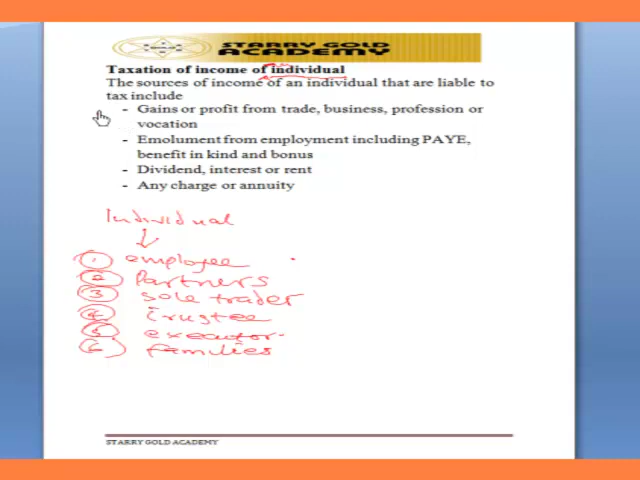 STARRY GOLD
ACADEMY
Taxation of income of individual
The sources of income of an individual that are liable to
tax include
- Gains or profit from trade, business, profession or
vocation
- Emolument from employment including PAYE,
benefit in kind and bonus
- Dividend, interest or rent
- Any charge or annuity
Individual
1 employee
2 Partners
3 sole trader
4 trustee
5 executor
6 families
STARRY GOLD ACADEMY